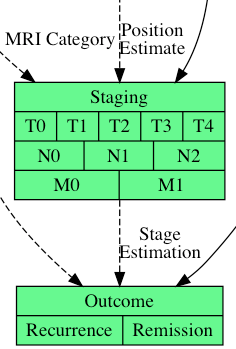 MRI Category
Position
Estimate
Staging
T0 T1 T2 T3 T4
N0 N1 N2
M0 M1
Stage
Estimation
Outcome
Recurrence Remission